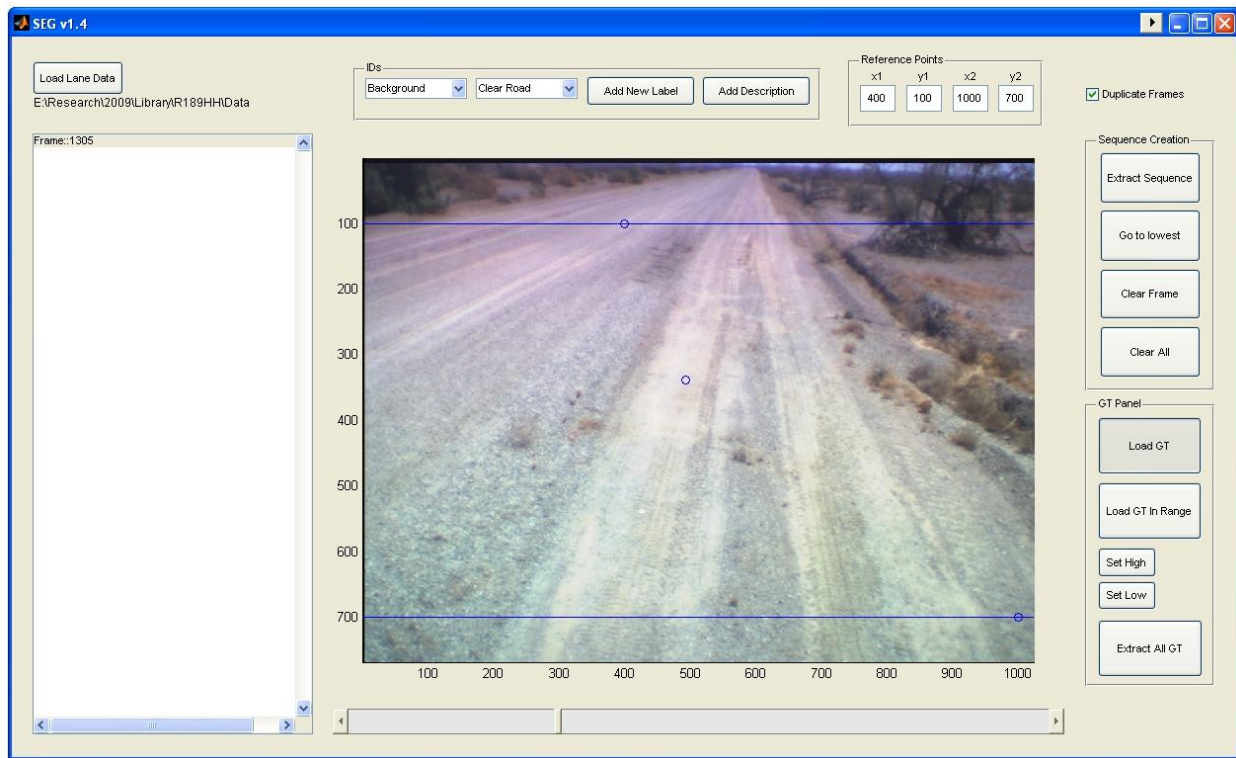 SEG v1.4
Load Lane Data
E:\Research\2009\Library\R189HH\Data
Frame::1305
IDs
Background Clear Road Add New Label Add Description
Reference Points
x1 y1 x2 y2
400 100 1000 700
Duplicate Frames
Sequence Creation
Extract Sequence
Go to lowest
Clear Frame
Clear All
GT Panel
Load GT
Load GT In Range
Set High
Set Low
Extract All GT
100
200
300
400
500
600
700
100 200 300 400 500 600 700 800 900 1000